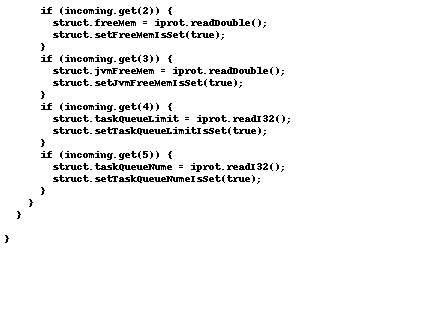 if (incoming.get(2)) {
        struct.freeMem = iprot.readDouble();
        struct.setFreeMemIsSet(true);
      }
      if (incoming.get(3)) {
        struct.jvmFreeMem = iprot.readDouble();
        struct.setJvmFreeMemIsSet(true);
      }
      if (incoming.get(4)) {
        struct.taskQueueLimit = iprot.readI32();
        struct.setTaskQueueLimitIsSet(true);
      }
      if (incoming.get(5)) {
        struct.taskQueueNume = iprot.readI32();
        struct.setTaskQueueNumeIsSet(true);
      }
    }
  }

}